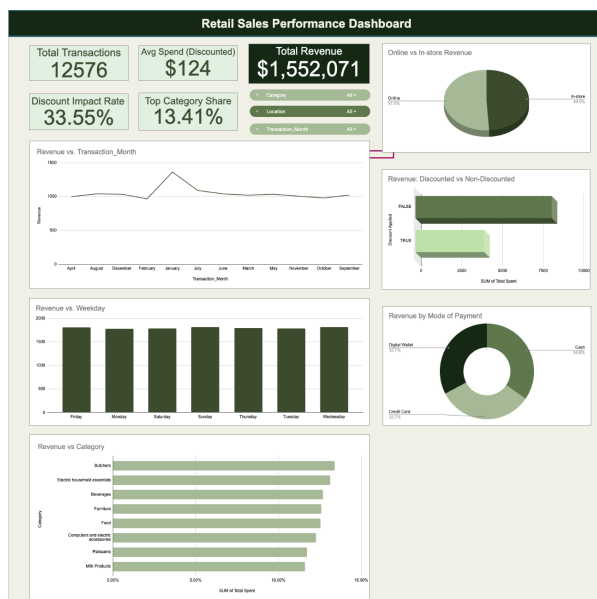 Retail Sales Performance Dashboard
Total Transactions
12576
Avg Spend (Discounted)
$124
Total Revenue
$1,552,071
Discount Impact Rate
33.55%
Top Category Share
13.41%
Category All
Location All
Transaction_Month All
Online vs In-store Revenue
Online
In-store
Revenue vs. Transaction_Month
1500
1000
500
0
Revenue
April August December February January July June March May November October September
Transaction_Month
Revenue: Discounted vs Non-Discounted
FALSE
TRUE
Discount Applied
0 2500 5000 7500 10000
SUM of Total Spent
Revenue vs. Weekday
2000
1500
1000
500
0
Friday Monday Saturday Sunday Thursday Tuesday Wednesday
Revenue by Mode of Payment
Digital Wallet
Cash
Credit Card
Revenue vs Category
Butchers
Electric household essentials
Beverages
Furniture
Food
Computers and electric
accessories
Patisserie
Milk Products
Category
0.00% 5.00% 10.00% 15.00%
SUM of Total Spent